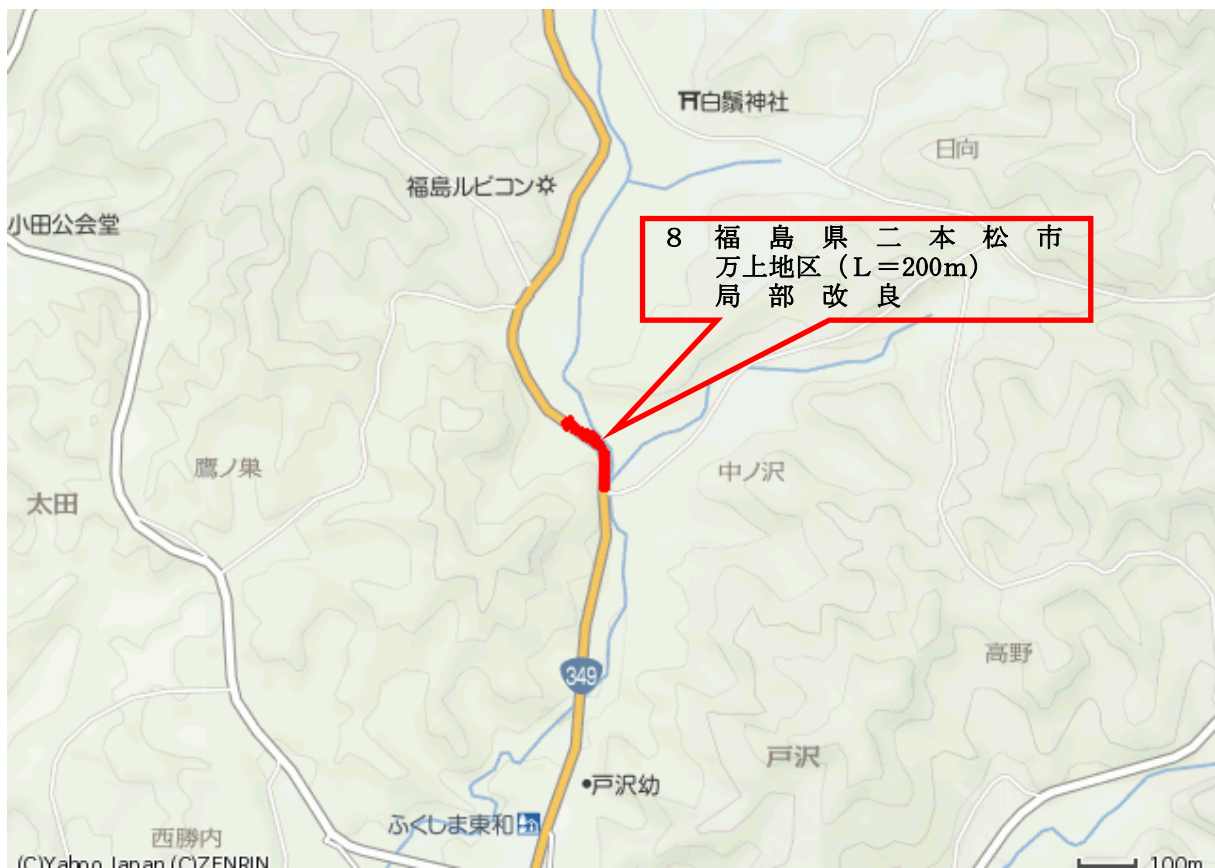 白鬚神社
日向
福島ルビコン
小田公会堂
8 福島県二本松市
万上地区（L＝200m）
局部改良
鷹ノ巣
中ノ沢
太田
高野
349
戸沢
戸沢幼
ふくしま東和
西勝内
(C)Yahoo Japan,(C)ZENRIN
100m